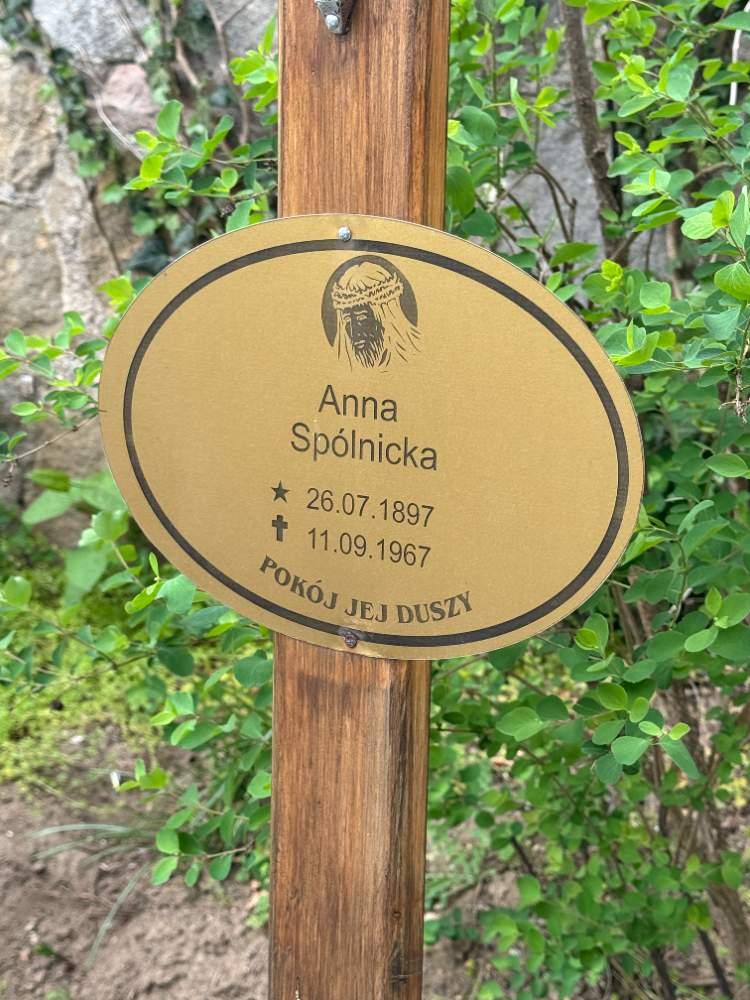 Anna
Spólnicka
★ 26.07.1897
✝ 11.09.1967
POKÓJ JEJ DUSZY